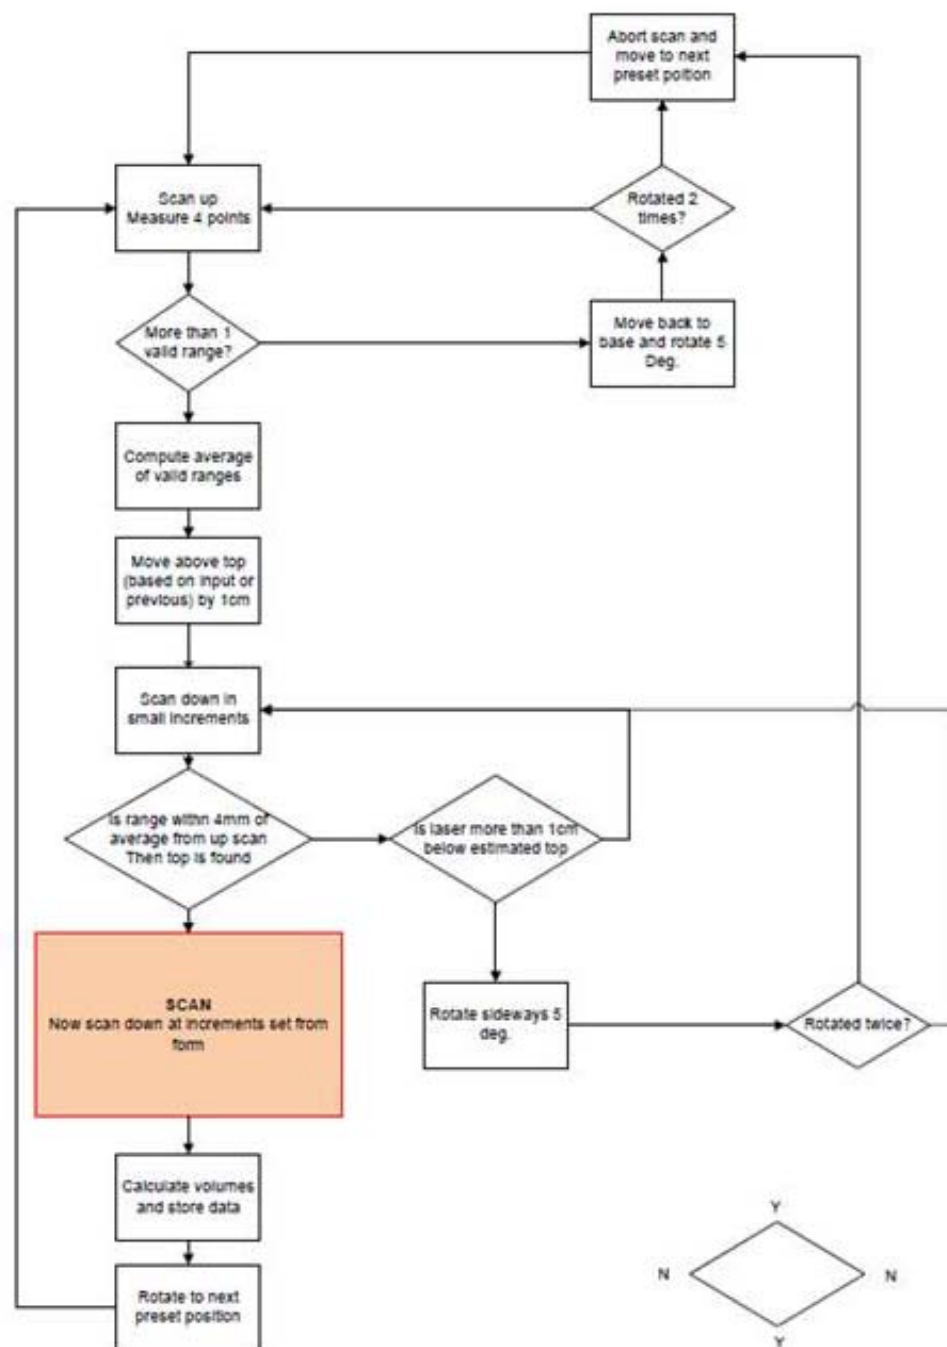 Abort scan and
move to next
preset poition
Scan up
Measure 4 points
Rotated 2
times?
More than 1
valid range?
Move back to
base and rotate 5
Deg.
Compute average
of valid ranges
Move above top
(based on input or
previous) by 1cm
Scan down in
small increments
Is range withn 4mm of
average from up scan
Then top is found
Is laser more than 1cm
below estimated top
SCAN
Now scan down at increments set from
form
Rotate sideways 5
deg.
Rotated twice?
Calculate volumes
and store data
Rotate to next
preset position
Y
N
N
Y